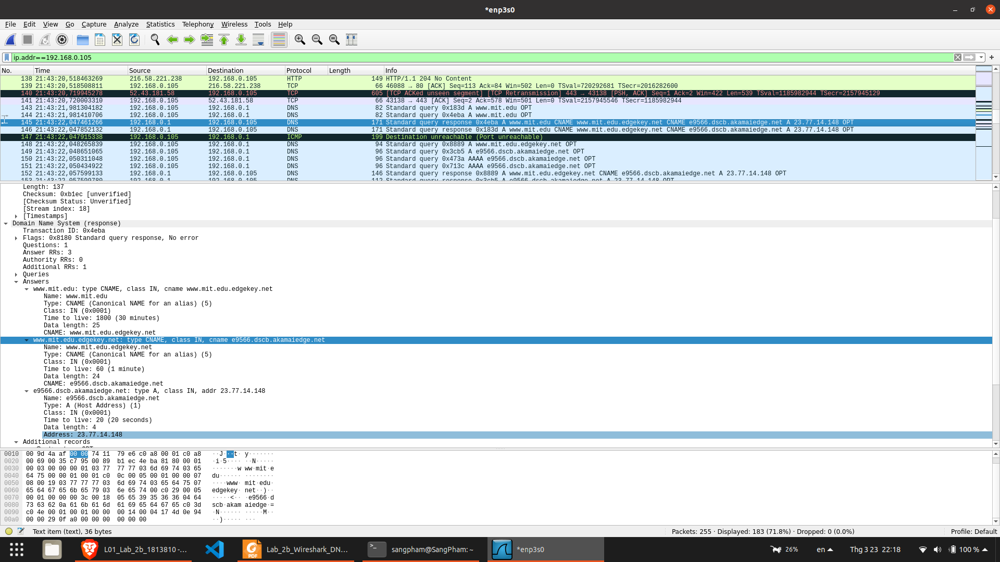 *enp3s0
File Edit View Go Capture Analyze Statistics Telephony Wireless Tools Help
ip.addr==192.168.0.105
No. Time Source Destination Protocol Length Info
138 21:43:20,518463269 216.58.221.238 192.168.0.105 HTTP 149 HTTP/1.1 204 No Content
139 21:43:20,518508811 192.168.0.105 216.58.221.238 TCP 66 46088 → 80 [ACK] Seq=113 Ack=84 Win=502 Len=0 TSval=720292681 TSecr=2016282600
140 21:43:20,719945278 52.43.181.58 192.168.0.105 TCP 605 [TCP ACKed unseen segment] [TCP Retransmission] 443 → 43138 [PSH, ACK] Seq=1 Ack=2 Win=422 Len=539 TSval=1185982944 TSecr=2157945129
141 21:43:20,720003310 192.168.0.105 52.43.181.58 TCP 66 43138 → 443 [ACK] Seq=2 Ack=578 Win=501 Len=0 TSval=2157945546 TSecr=1185982944
143 21:43:21,981304182 192.168.0.105 192.168.0.1 DNS 82 Standard query 0x183d A www.mit.edu OPT
144 21:43:21,981410706 192.168.0.105 192.168.0.1 DNS 82 Standard query 0x4eba A www.mit.edu OPT
145 21:43:22,047461266 192.168.0.1 192.168.0.105 DNS 171 Standard query response 0x4eba A www.mit.edu CNAME www.mit.edu.edgekey.net CNAME e9566.dscb.akamaiedge.net A 23.77.14.148 OPT
146 21:43:22,047852132 192.168.0.1 192.168.0.105 DNS 171 Standard query response 0x183d A www.mit.edu CNAME www.mit.edu.edgekey.net CNAME e9566.dscb.akamaiedge.net A 23.77.14.148 OPT
147 21:43:22,047915338 192.168.0.105 192.168.0.1 ICMP 199 Destination unreachable (Port unreachable)
148 21:43:22,048265839 192.168.0.105 192.168.0.1 DNS 94 Standard query 0x8889 A www.mit.edu.edgekey.net OPT
149 21:43:22,048651065 192.168.0.105 192.168.0.1 DNS 96 Standard query 0x3cb5 A e9566.dscb.akamaiedge.net OPT
150 21:43:22,050311048 192.168.0.105 192.168.0.1 DNS 96 Standard query 0x473a AAAA e9566.dscb.akamaiedge.net OPT
151 21:43:22,050434922 192.168.0.105 192.168.0.1 DNS 96 Standard query 0x713c AAAA e9566.dscb.akamaiedge.net OPT
152 21:43:22,057599133 192.168.0.1 192.168.0.105 DNS 146 Standard query response 0x8889 A www.mit.edu.edgekey.net CNAME e9566.dscb.akamaiedge.net A 23.77.14.148 OPT
153 21:43:22,057599780 192.168.0.1 192.168.0.105 DNS 112 Standard query response 0x3cb5 A e9566.dscb.akamaiedge.net A 23.77.14.148 OPT
Length: 137
Checksum: 0xb1ec [unverified]
[Checksum Status: Unverified]
[Stream index: 18]
[Timestamps]
Domain Name System (response)
Transaction ID: 0x4eba
Flags: 0x8180 Standard query response, No error
Questions: 1
Answer RRs: 3
Authority RRs: 0
Additional RRs: 1
Queries
Answers
www.mit.edu: type CNAME, class IN, cname www.mit.edu.edgekey.net
Name: www.mit.edu
Type: CNAME (Canonical NAME for an alias) (5)
Class: IN (0x0001)
Time to live: 1800 (30 minutes)
Data length: 25
CNAME: www.mit.edu.edgekey.net
www.mit.edu.edgekey.net: type CNAME, class IN, cname e9566.dscb.akamaiedge.net
Name: www.mit.edu.edgekey.net
Type: CNAME (Canonical NAME for an alias) (5)
Class: IN (0x0001)
Time to live: 60 (1 minute)
Data length: 24
CNAME: e9566.dscb.akamaiedge.net
e9566.dscb.akamaiedge.net: type A, class IN, addr 23.77.14.148
Name: e9566.dscb.akamaiedge.net
Type: A (Host Address) (1)
Class: IN (0x0001)
Time to live: 20 (20 seconds)
Data length: 4
Address: 23.77.14.148
Additional records
0010 00 9d 4a af 00 00 74 11 79 e6 c0 a8 00 01 c0 a8 ··J···t· y·······
0020 00 69 00 35 c7 95 00 89 b1 ec 4e ba 81 80 00 01 ·i·5···· ··N·····
0030 00 03 00 00 00 01 03 77 77 77 03 6d 69 74 03 65 ·······w ww·mit·e
0040 64 75 00 00 01 00 01 c0 0c 00 05 00 01 00 00 07 du······ ········
0050 08 00 19 03 77 77 77 03 6d 69 74 03 65 64 75 07 ····www· mit·edu·
0060 65 64 67 65 6b 65 79 03 6e 65 74 00 c0 29 00 05 edgekey· net··)··
0070 00 01 00 00 00 3c 00 18 05 65 39 35 36 36 04 64 ·····<·· ·e9566·d
0080 73 63 62 0a 61 6b 61 6d 61 69 65 64 67 65 c0 3d scb·akam aiedge·=
0090 c0 4e 00 01 00 01 00 00 00 14 00 04 17 4d 0e 94 ·N······ ·····M··
00a0 00 00 29 0f a0 00 00 00 00 00 00 ··)····· ···
Text item (text), 36 bytes Packets: 255 · Displayed: 183 (71.8%) · Dropped: 0 (0.0%) Profile: Default
L01_Lab_2b_1813810 -... Lab_2b_Wireshark_DN... sangpham@SangPham: ~ *enp3s0 26% en Thg 3 23 22:18 100 %